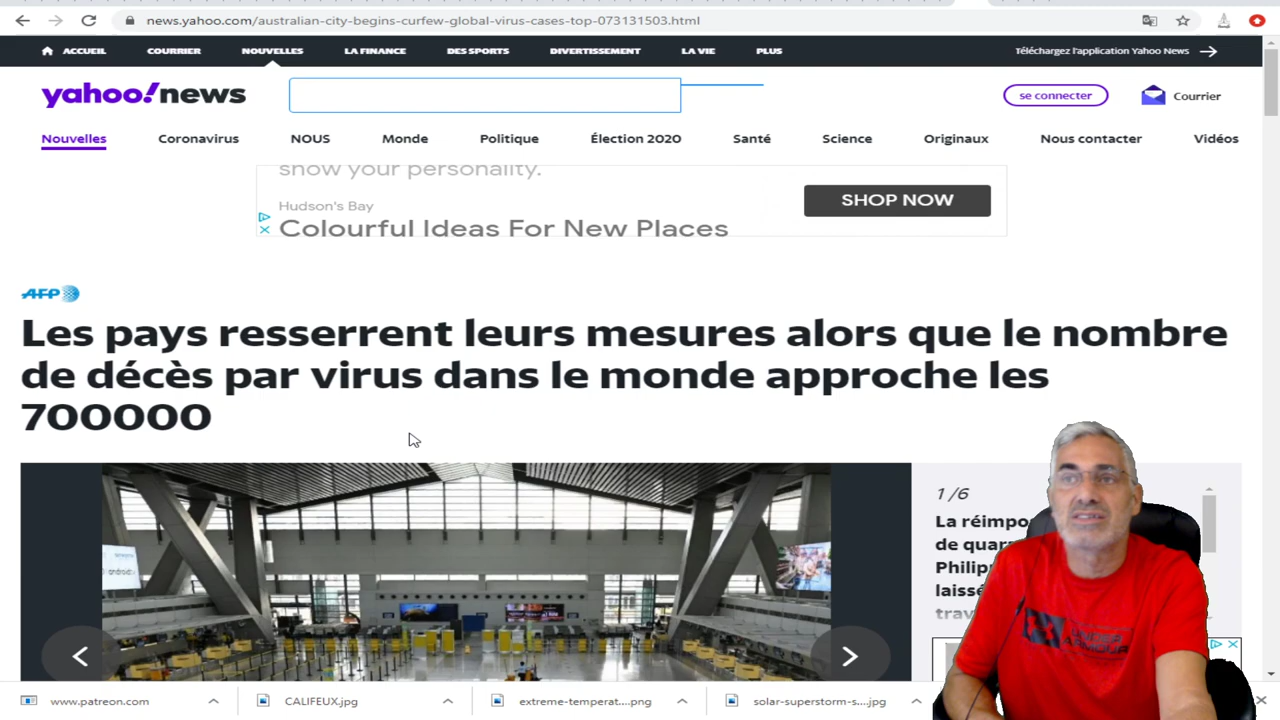 news.yahoo.com/australian-city-begins-curfew-global-virus-cases-top-073131503.html
ACCUEIL COURRIER NOUVELLES LA FINANCE DES SPORTS DIVERTISSEMENT LA VIE PLUS Téléchargez l'application Yahoo News
yahoo!news se connecter Courrier
Nouvelles Coronavirus NOUS Monde Politique Élection 2020 Santé Science Originaux Nous contacter Vidéos
show your personality.
Hudson's Bay
SHOP NOW
Colourful Ideas For New Places
AFP
Les pays resserrent leurs mesures alors que le nombre
de décès par virus dans le monde approche les
700000
1/6
La réimpo
de quar
Philip
laissé
trav
UNDER
ARMOUR
www.patreon.com CALIFEUX.jpg extreme-temperat....png solar-superstorm-s....jpg